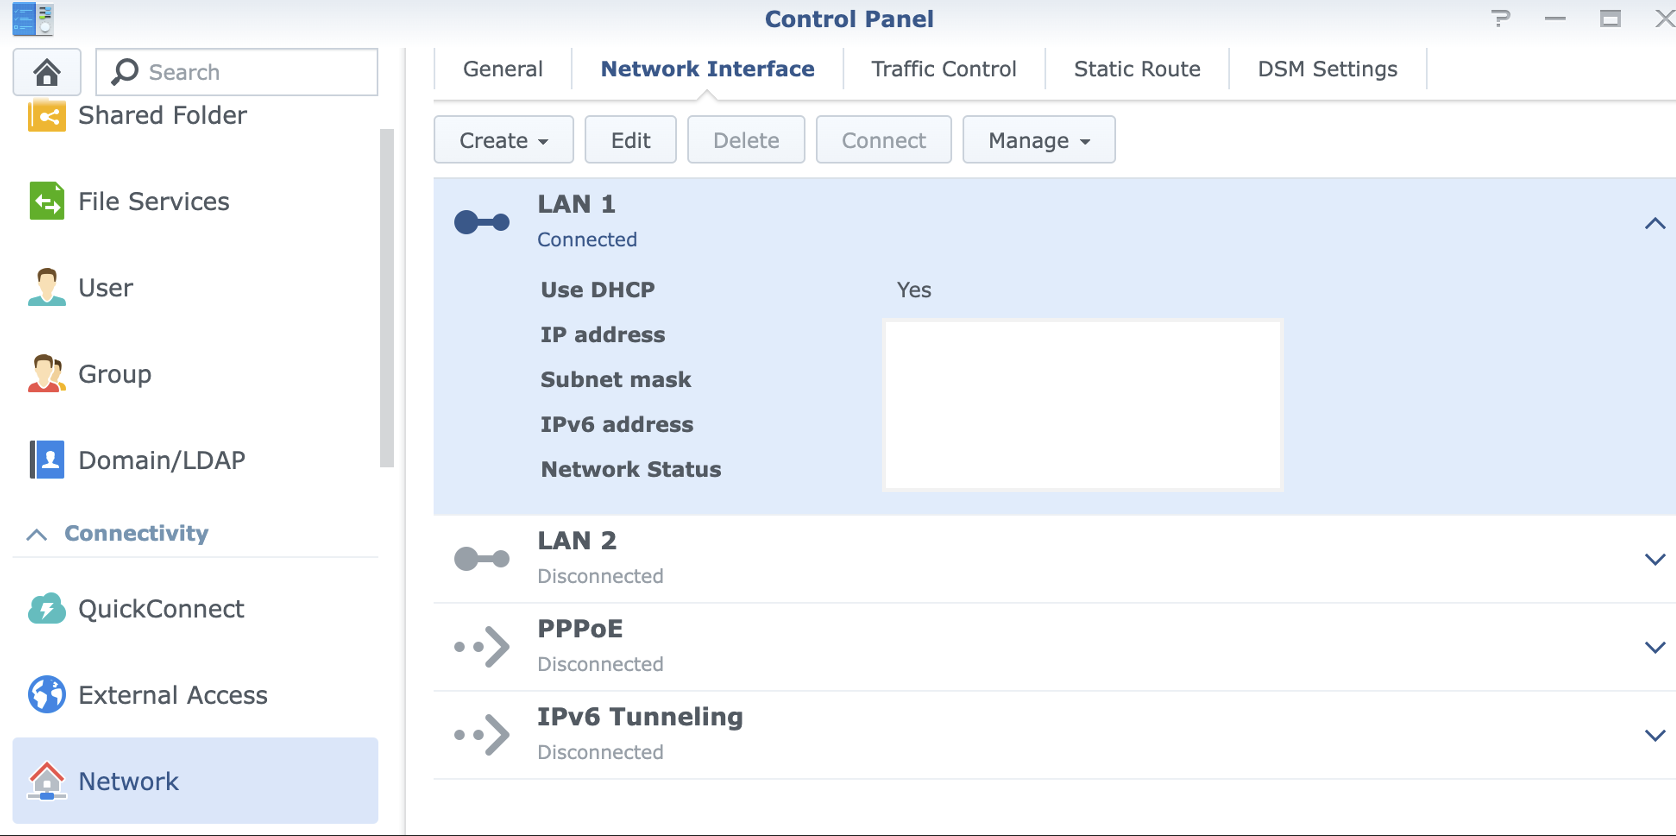 Control Panel
Search
Shared Folder
File Services
User
Group
Domain/LDAP
Connectivity
QuickConnect
External Access
Network
General
Network Interface
Traffic Control
Static Route
DSM Settings
Create
Edit
Delete
Connect
Manage
LAN 1
Connected
Use DHCP Yes
IP address
Subnet mask
IPv6 address
Network Status
LAN 2
Disconnected
PPPoE
Disconnected
IPv6 Tunneling
Disconnected